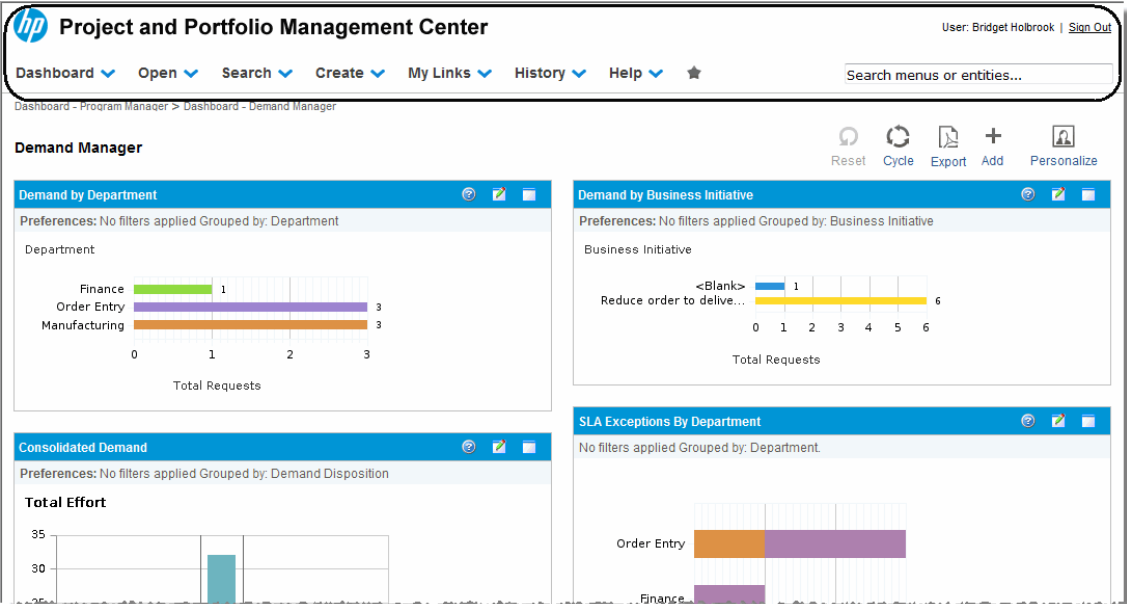 hp Project and Portfolio Management Center
User: Bridget Holbrook | Sign Out
Dashboard Open Search Create My Links History Help
Search menus or entities...
Dashboard - Program Manager > Dashboard - Demand Manager
Demand Manager
Reset Cycle Export Add Personalize
Demand by Department
Preferences: No filters applied Grouped by: Department
Department
Finance 1
Order Entry 3
Manufacturing 3
0 1 2 3
Total Requests
Demand by Business Initiative
Preferences: No filters applied Grouped by: Business Initiative
Business Initiative
<Blank> 1
Reduce order to delive... 6
0 1 2 3 4 5 6
Total Requests
Consolidated Demand
Preferences: No filters applied Grouped by: Demand Disposition
Total Effort
35
30
25
SLA Exceptions By Department
No filters applied Grouped by: Department.
Order Entry
Finance